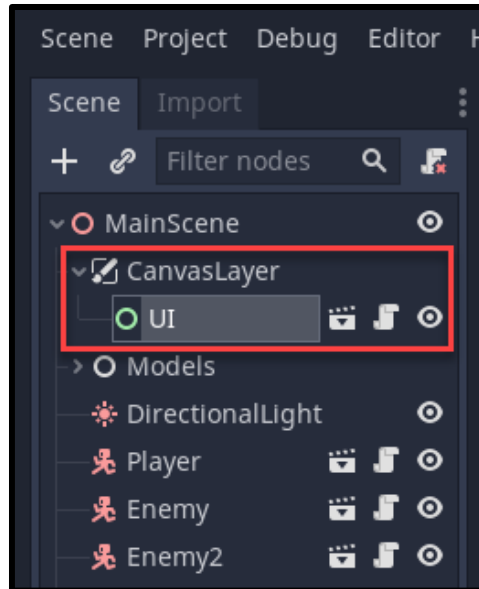 Scene Project Debug Editor H
Scene Import
Filter nodes
MainScene
CanvasLayer
UI
Models
DirectionalLight
Player
Enemy
Enemy2